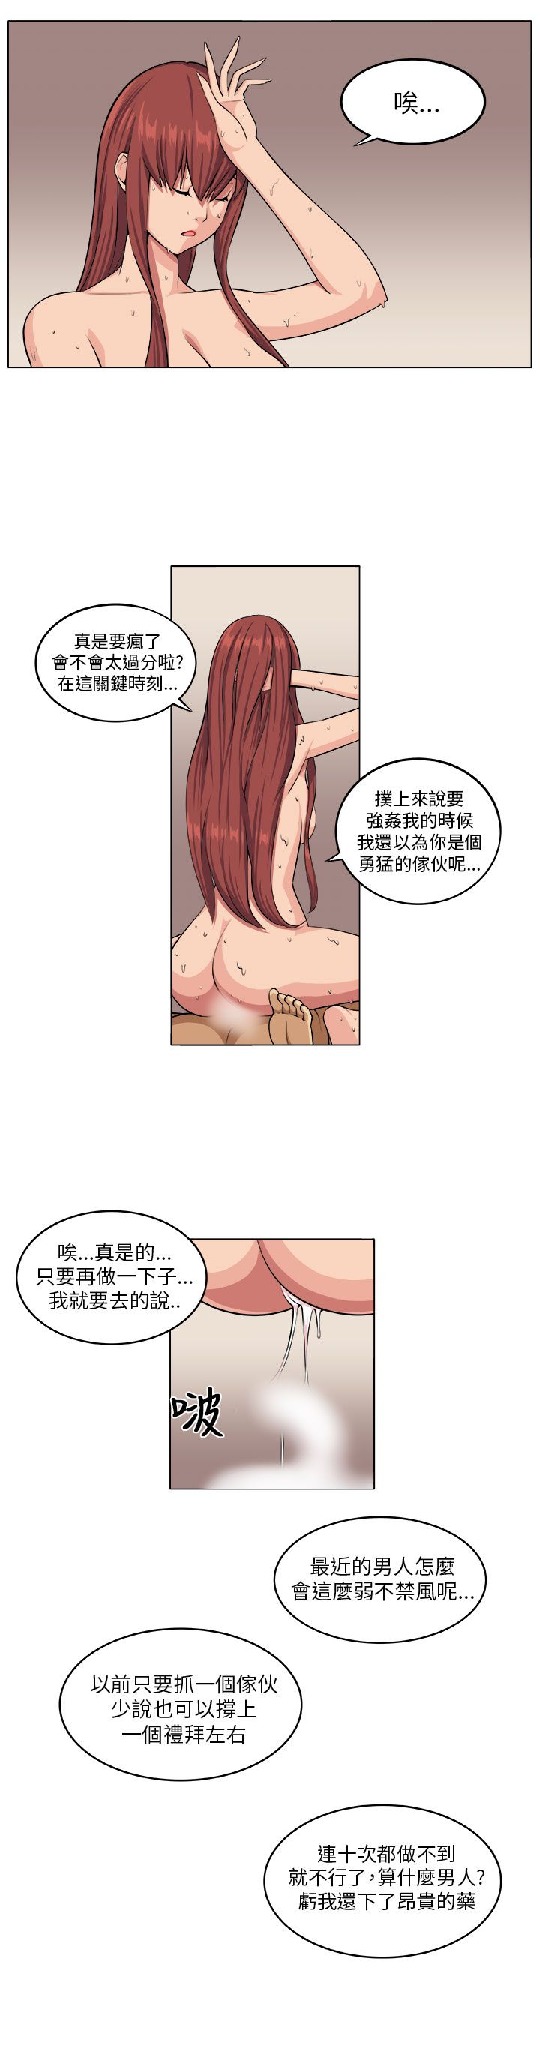 唉...
真是要瘋了
會不會太過分啦?
在這關鍵時刻...
撲上來說要
強姦我的時候
我還以為你是個
勇猛的傢伙呢...
唉...真是的...
只要再做一下子...
我就要去的說..
啵
最近的男人怎麼
會這麼弱不禁風呢...
以前只要抓一個傢伙
少說也可以撐上
一個禮拜左右
連十次都做不到
就不行了,算什麼男人?
虧我還下了昂貴的藥